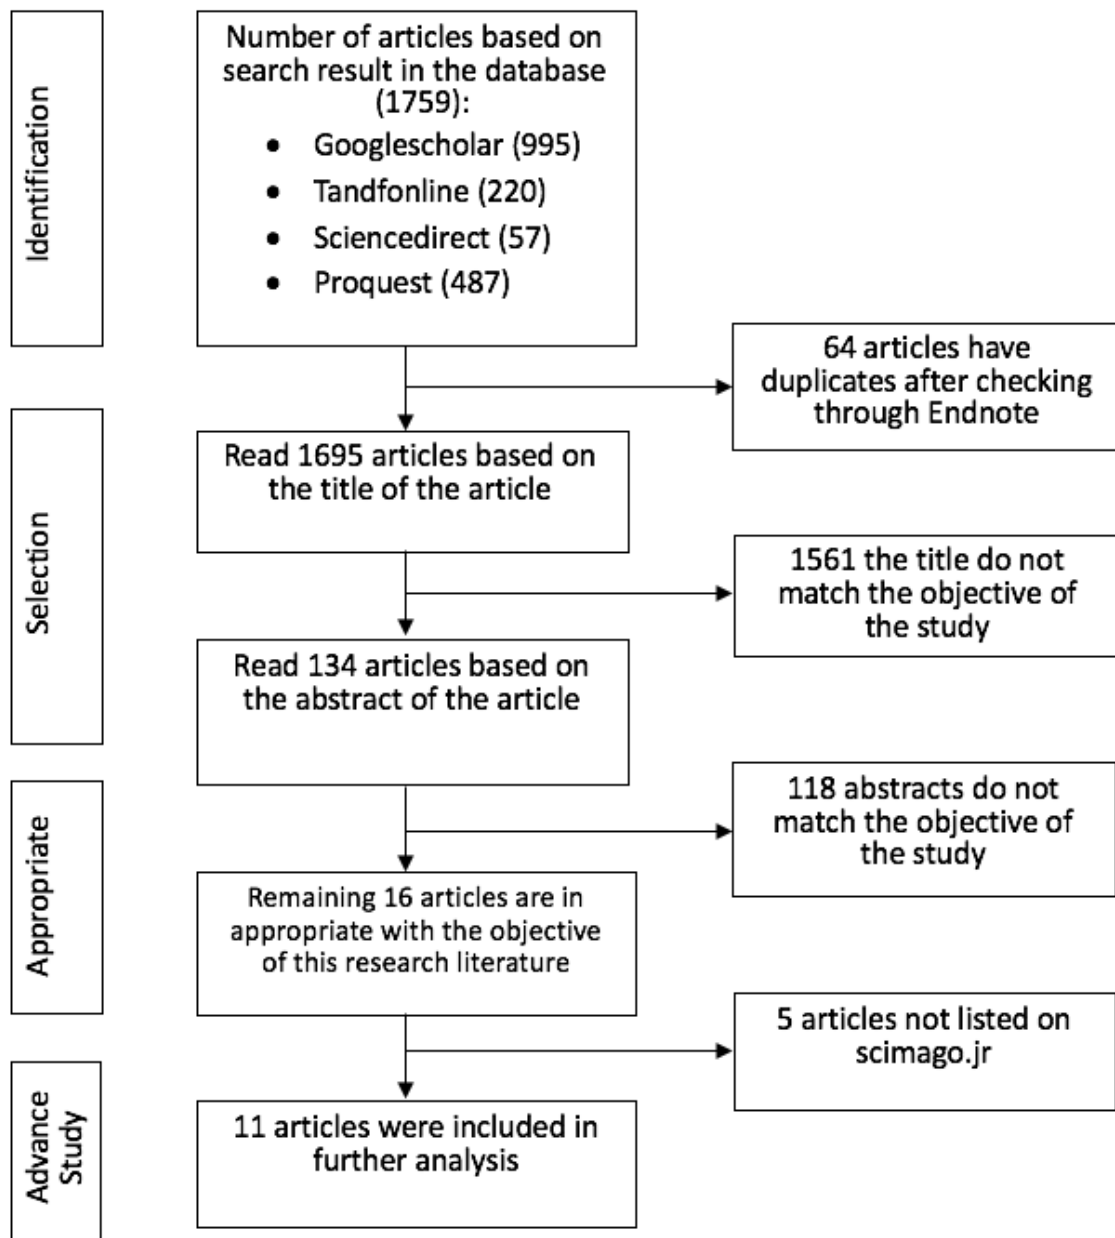 Identification
Number of articles based on
search result in the database
(1759):
• Googlescholar (995)
• Tandfonline (220)
• Sciencedirect (57)
• Proquest (487)
64 articles have
duplicates after checking
through Endnote
Selection
Read 1695 articles based on
the title of the article
1561 the title do not
match the objective of
the study
Read 134 articles based on
the abstract of the article
118 abstracts do not
match the objective of
the study
Appropriate
Remaining 16 articles are in
appropriate with the objective
of this research literature
5 articles not listed on
scimago.jr
Advance
Study
11 articles were included in
further analysis